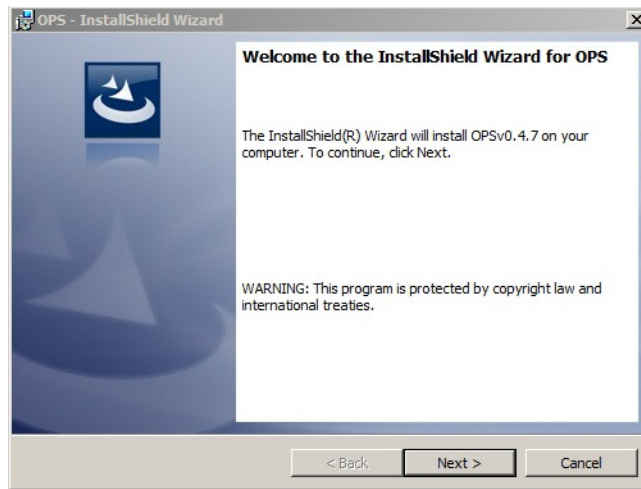 OPS - InstallShield Wizard
Welcome to the InstallShield Wizard for OPS
The InstallShield(R) Wizard will install OPSv0.4.7 on your
computer. To continue, click Next.
WARNING: This program is protected by copyright law and
international treaties.
< Back
Next >
Cancel